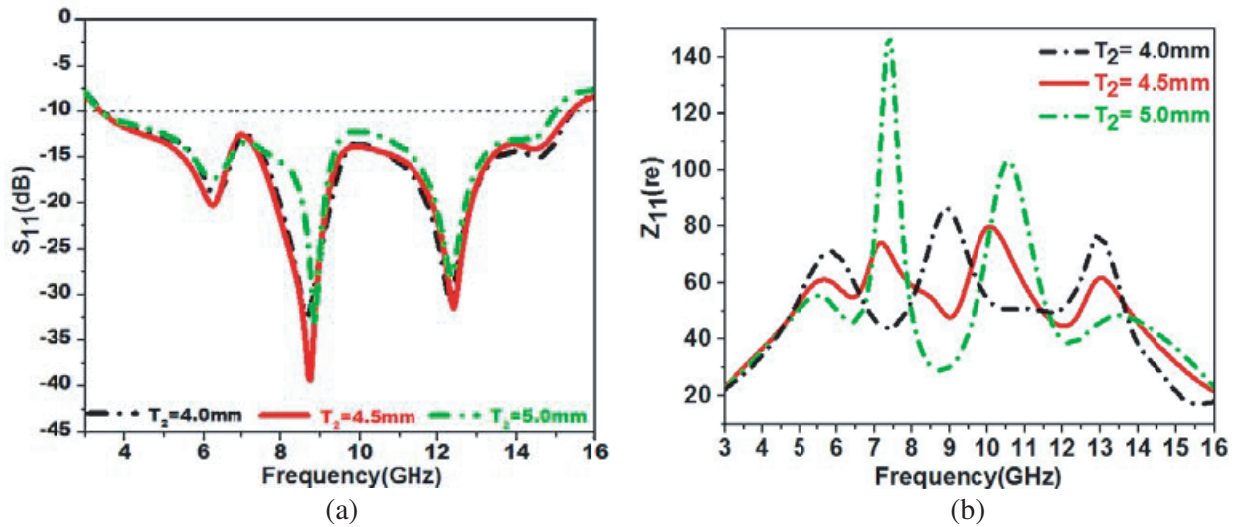 0
-5
-10
-15
-20
-25
-30
-35
-40
-45
S11(dB)
T2=4.0mm T2=4.5mm T2=5.0mm
4 6 8 10 12 14 16
Frequency(GHz)
(a)
140
120
100
80
60
40
20
Z11(re)
T2= 4.0mm
T2= 4.5mm
T2= 5.0mm
3 4 5 6 7 8 9 10 11 12 13 14 15 16
Frequency(GHz)
(b)